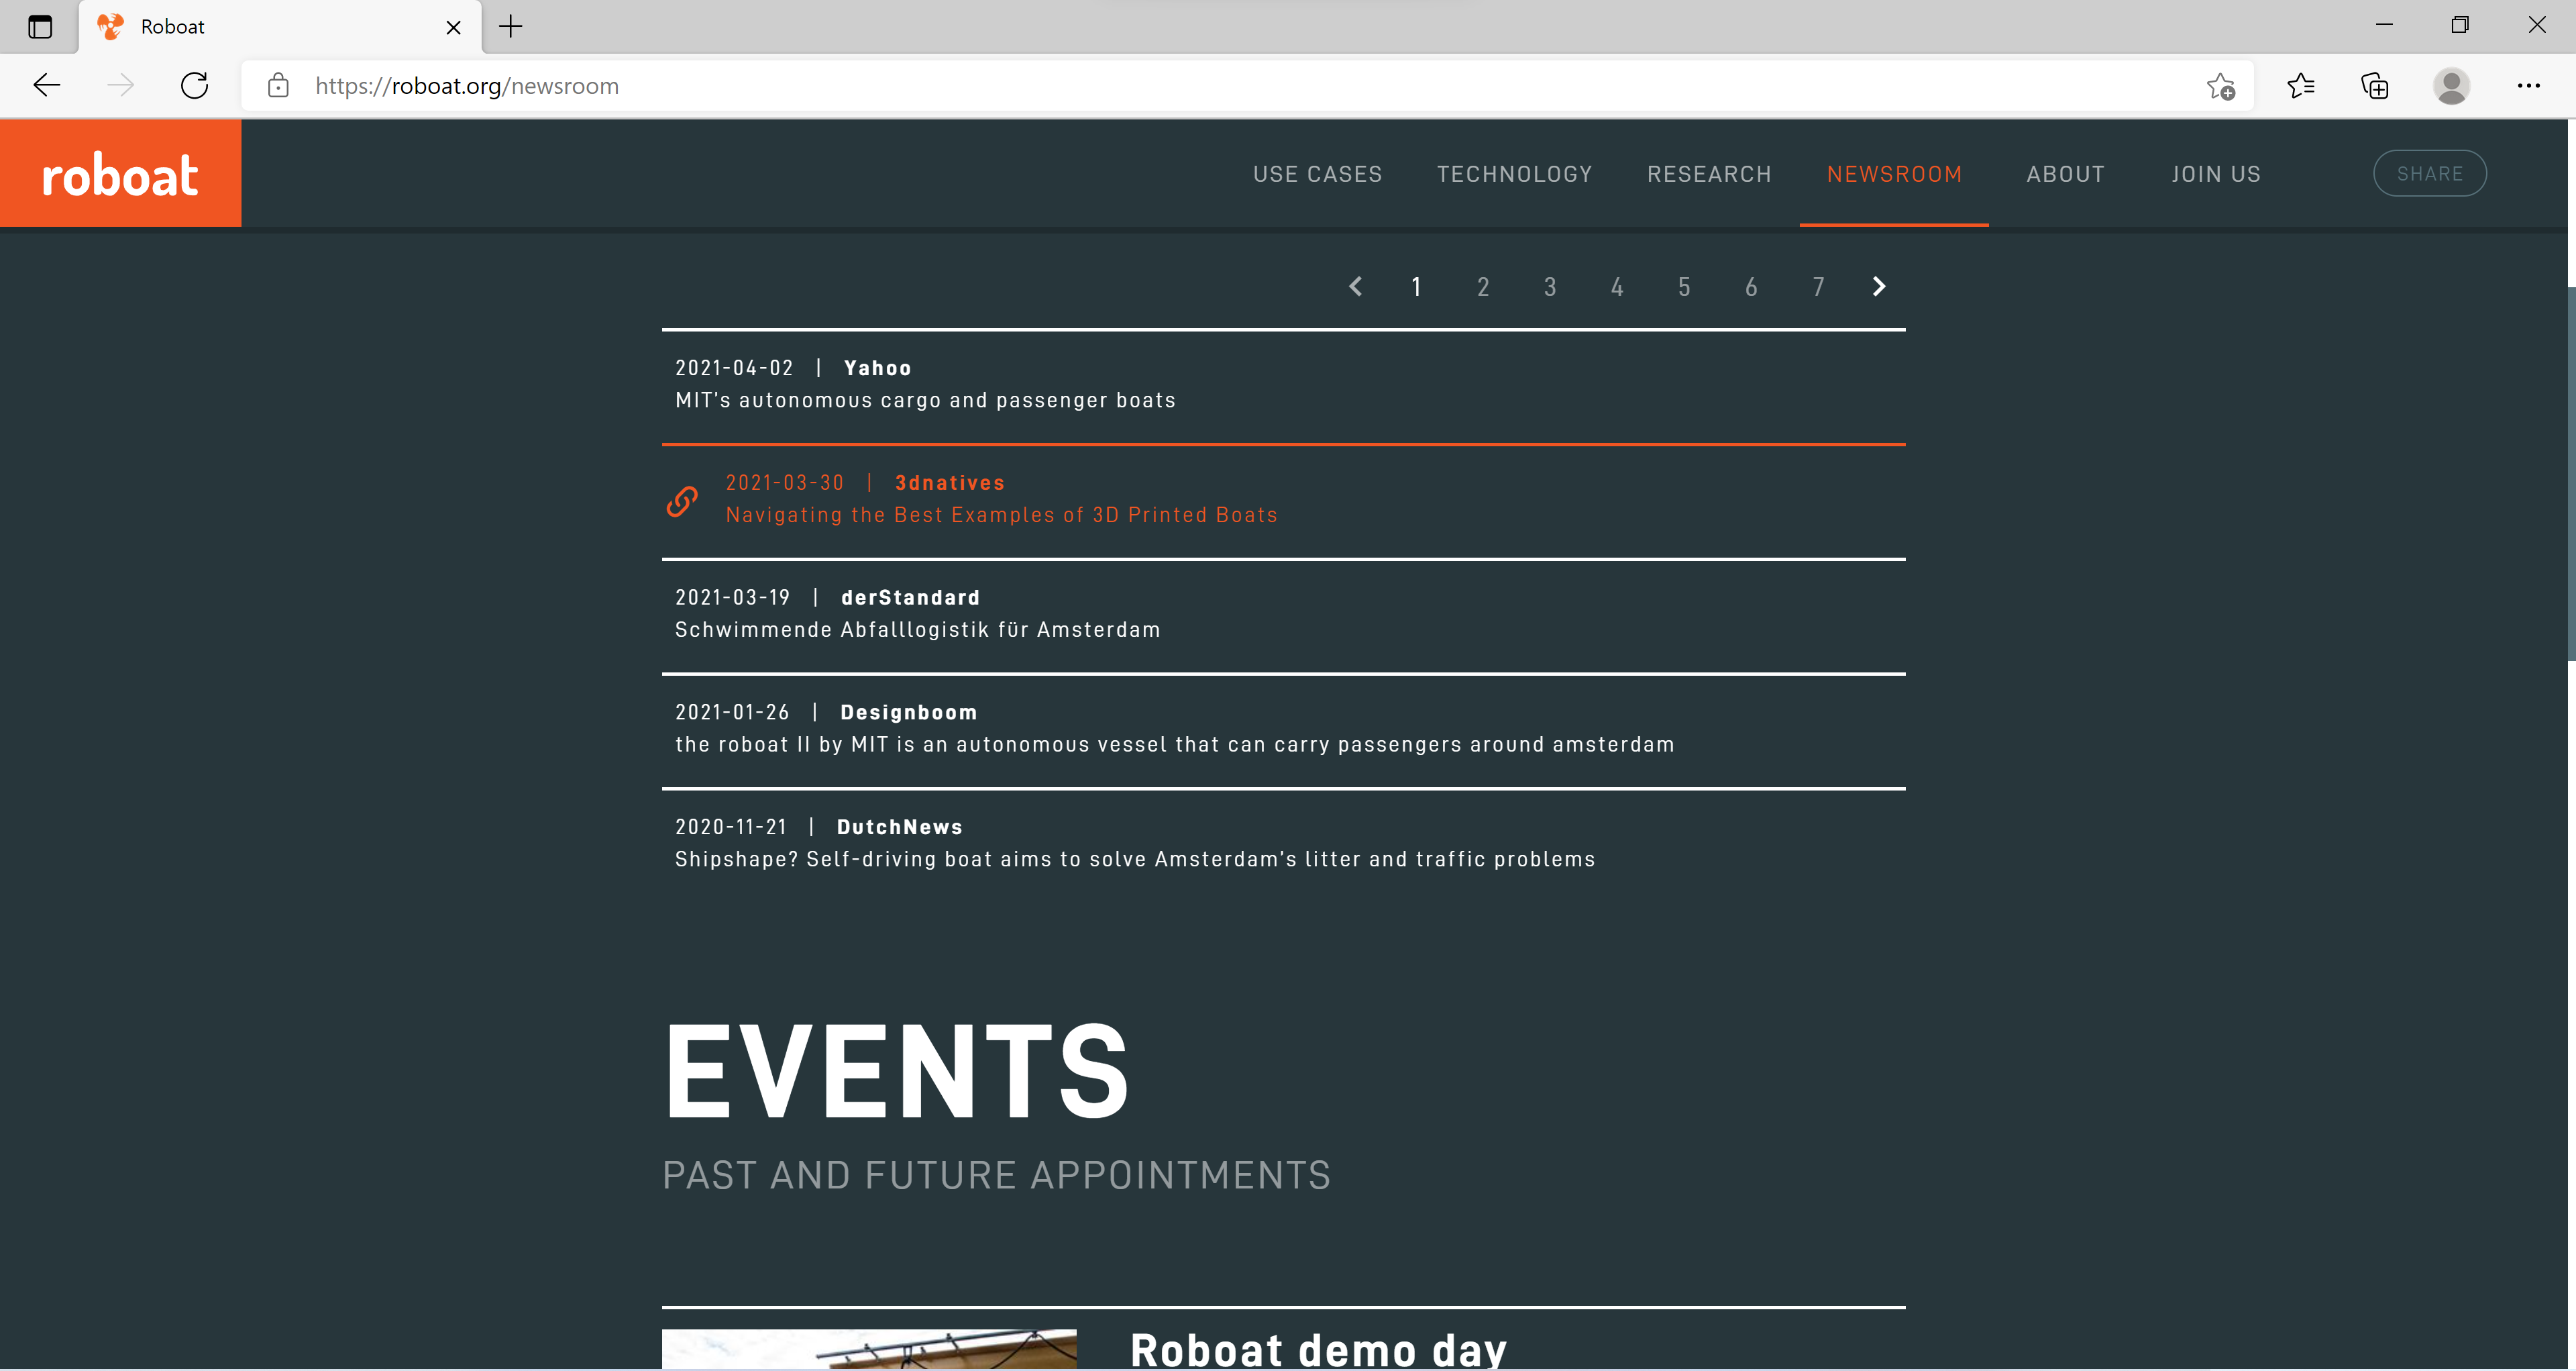 Roboat
https://roboat.org/newsroom
roboat
USE CASES TECHNOLOGY RESEARCH NEWSROOM ABOUT JOIN US SHARE
1 2 3 4 5 6 7
2021-04-02 | Yahoo
MIT's autonomous cargo and passenger boats
2021-03-30 | 3dnatives
Navigating the Best Examples of 3D Printed Boats
2021-03-19 | derStandard
Schwimmende Abfalllogistik für Amsterdam
2021-01-26 | Designboom
the roboat II by MIT is an autonomous vessel that can carry passengers around amsterdam
2020-11-21 | DutchNews
Shipshape? Self-driving boat aims to solve Amsterdam's litter and traffic problems
EVENTS
PAST AND FUTURE APPOINTMENTS
Roboat demo day